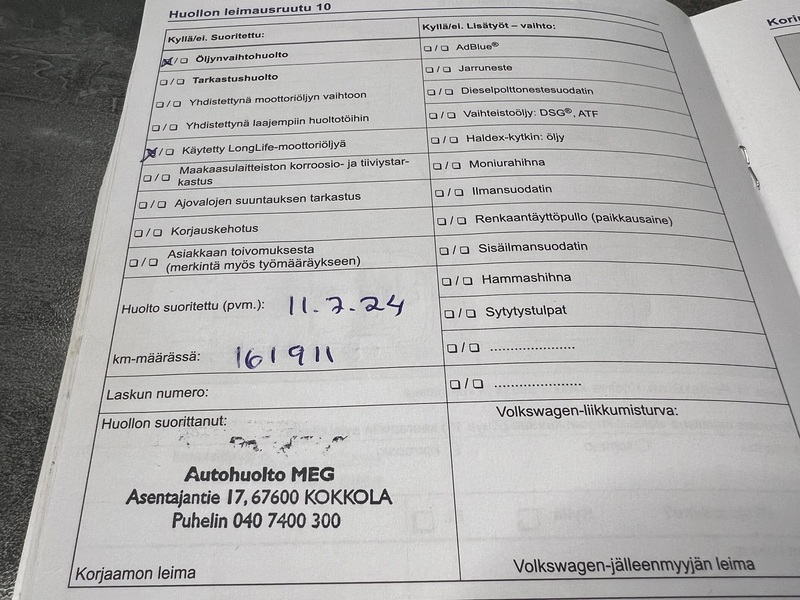 Huollon leimausruutu 10
Kyllä/ei. Suoritettu:
☒/☐ Öljynvaihtohuolto
☐/☐ Tarkastushuolto
☐/☐ Yhdistettynä moottoriöljyn vaihtoon
☐/☐ Yhdistettynä laajempiin huoltotöihin
☒/☐ Käytetty LongLife-moottoriöljyä
☐/☐ Maakaasulaitteiston korroosio- ja tiiviystar-
kastus
☐/☐ Ajovalojen suuntauksen tarkastus
☐/☐ Korjauskehotus
☐/☐ Asiakkaan toivomuksesta
(merkintä myös työmääräykseen)
Huolto suoritettu (pvm.): 11.7.24
km-määrässä: 161911
Laskun numero:
Huollon suorittanut:
Autohuolto MEG
Asentajantie 17, 67600 KOKKOLA
Puhelin 040 7400 300
Korjaamon leima
Kyllä/ei. Lisätyöt – vaihto:
☐/☐ AdBlue®
☐/☐ Jarruneste
☐/☐ Dieselpolttonestesuodatin
☐/☐ Vaihteistoöljy: DSG®, ATF
☐/☐ Haldex-kytkin: öljy
☐/☐ Moniurahihna
☐/☐ Ilmansuodatin
☐/☐ Renkaantäyttöpullo (paikkausaine)
☐/☐ Sisäilmansuodatin
☐/☐ Hammashihna
☐/☐ Sytytystulpat
☐/☐ .....................
☐/☐ .....................
Volkswagen-liikkumisturva:
Volkswagen-jälleenmyyjän leima